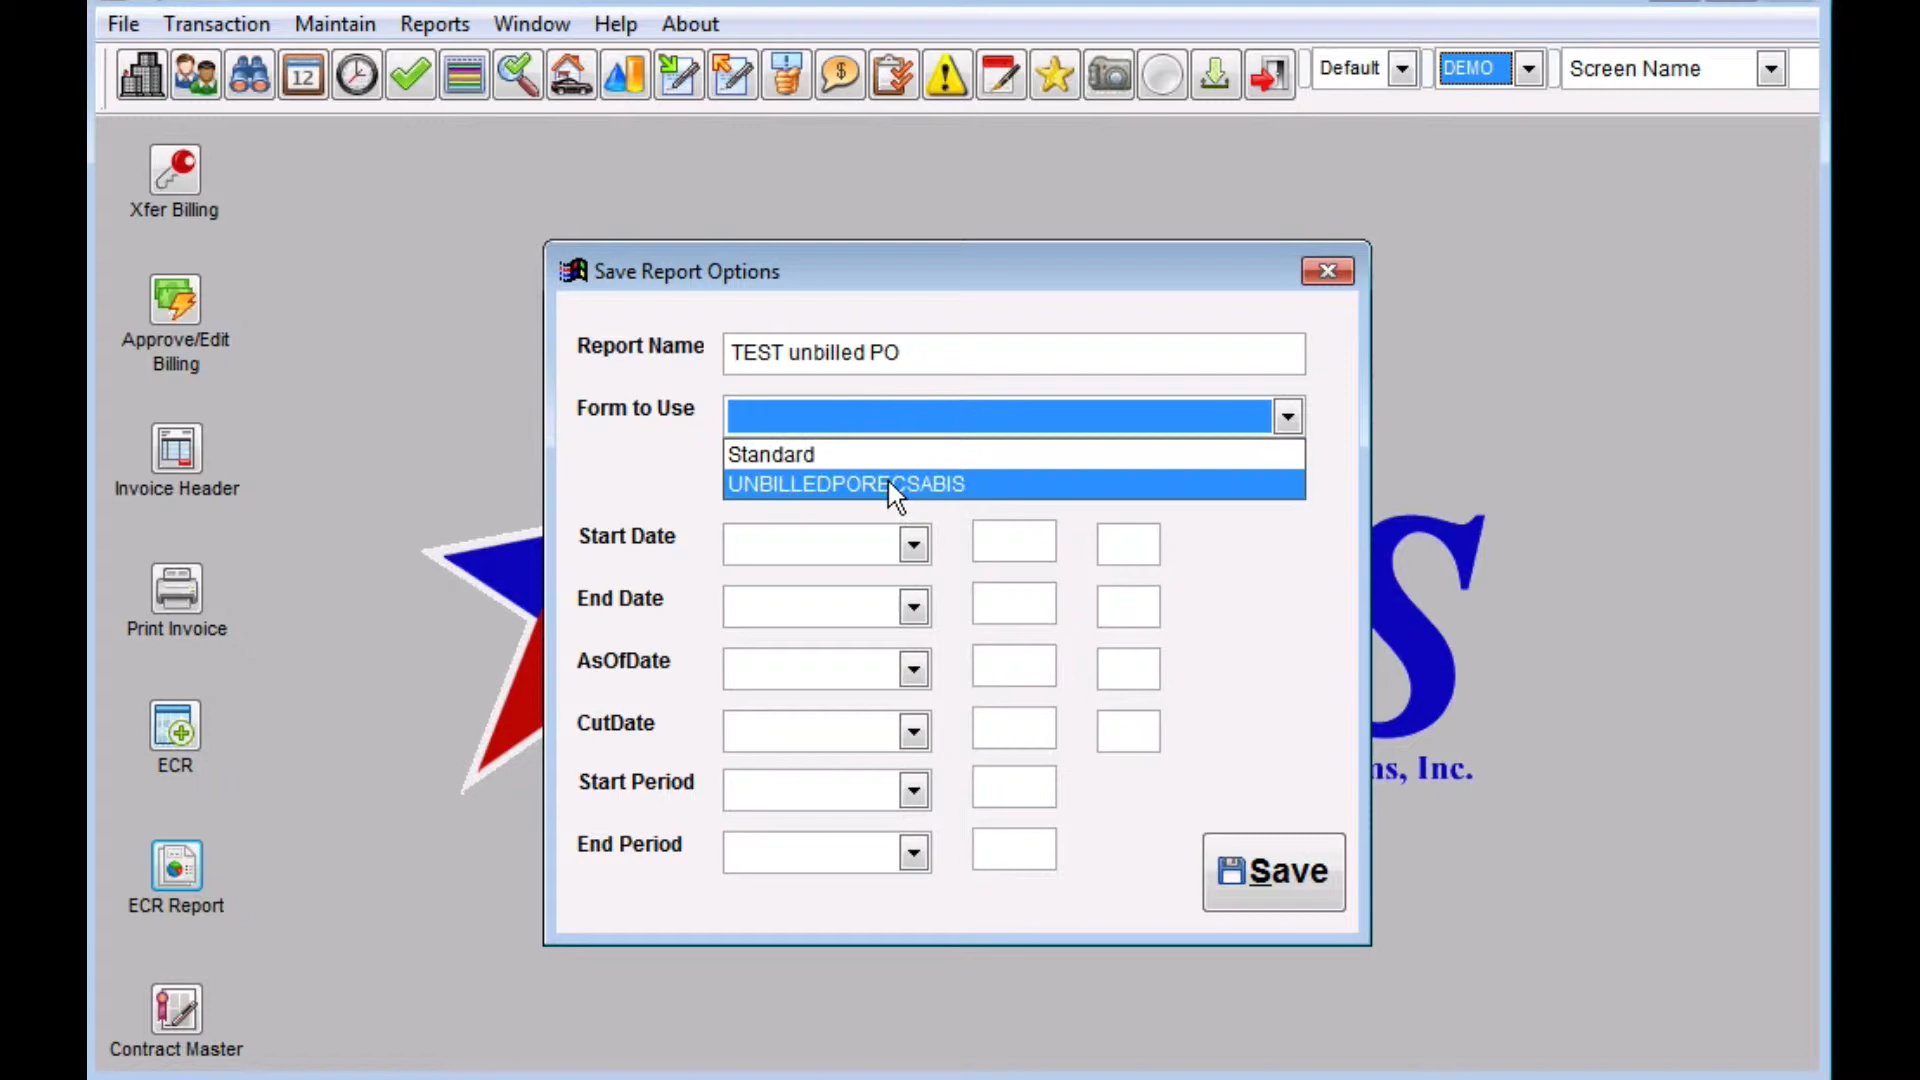 File Transaction Maintain Reports Window Help About
12 $ Default DEMO Screen Name
Xfer Billing
Approve/Edit
Billing
Invoice Header
Print Invoice
ECR
ECR Report
Contract Master
Save Report Options
Report Name TEST unbilled PO
Form to Use
Standard
UNBILLEDPORECSABIS
Start Date
End Date
AsOfDate
CutDate
Start Period
End Period
Save
S
ms, Inc.